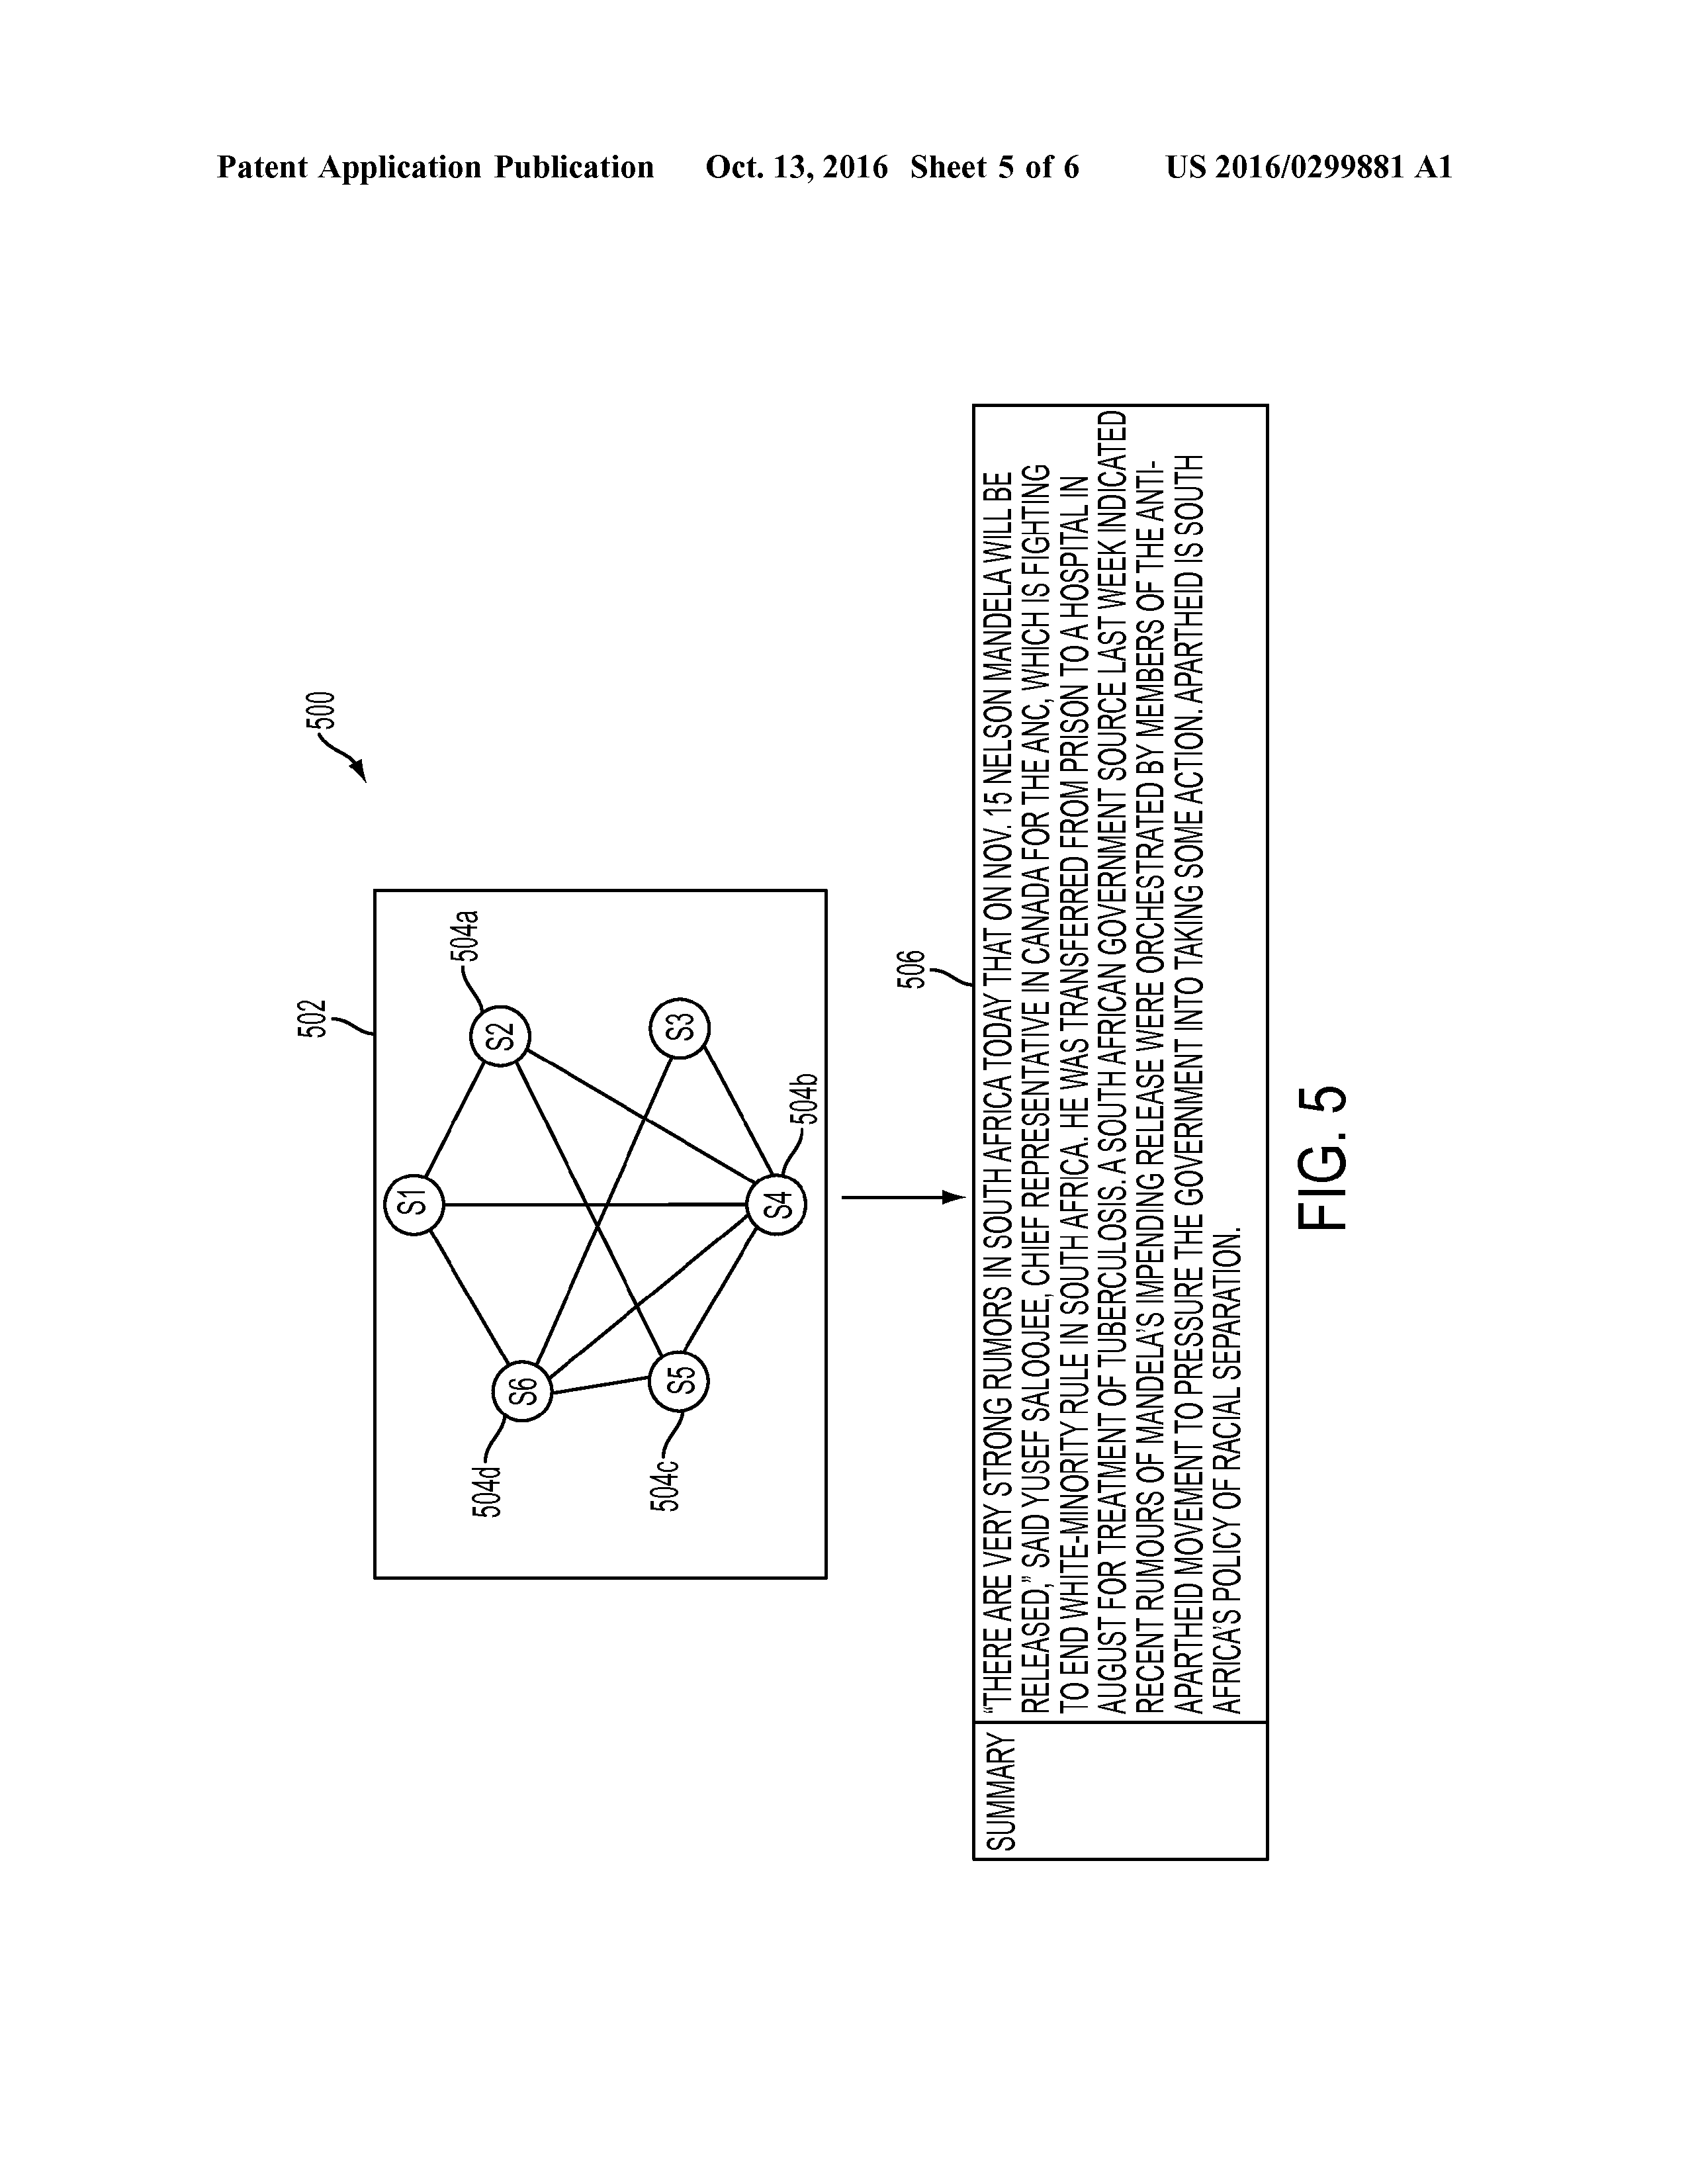 Patent Application Publication Oct. 13, 2016 Sheet 5 of 6 US 2016/0299881 A1
500
502
S1
S2
504a
S6
504d
S3
S5
504c
S4
504b
506
SUMMARY
“THERE ARE VERY STRONG RUMORS IN SOUTH AFRICA TODAY THAT ON NOV. 15 NELSON MANDELA WILL BE
RELEASED,” SAID YUSEF SALOOJEE, CHIEF REPRESENTATIVE IN CANADA FOR THE ANC, WHICH IS FIGHTING
TO END WHITE-MINORITY RULE IN SOUTH AFRICA. HE WAS TRANSFERRED FROM PRISON TO A HOSPITAL IN
AUGUST FOR TREATMENT OF TUBERCULOSIS. A SOUTH AFRICAN GOVERNMENT SOURCE LAST WEEK INDICATED
RECENT RUMOURS OF MANDELA’S IMPENDING RELEASE WERE ORCHESTRATED BY MEMBERS OF THE ANTI-
APARTHEID MOVEMENT TO PRESSURE THE GOVERNMENT INTO TAKING SOME ACTION. APARTHEID IS SOUTH
AFRICA’S POLICY OF RACIAL SEPARATION.
FIG. 5